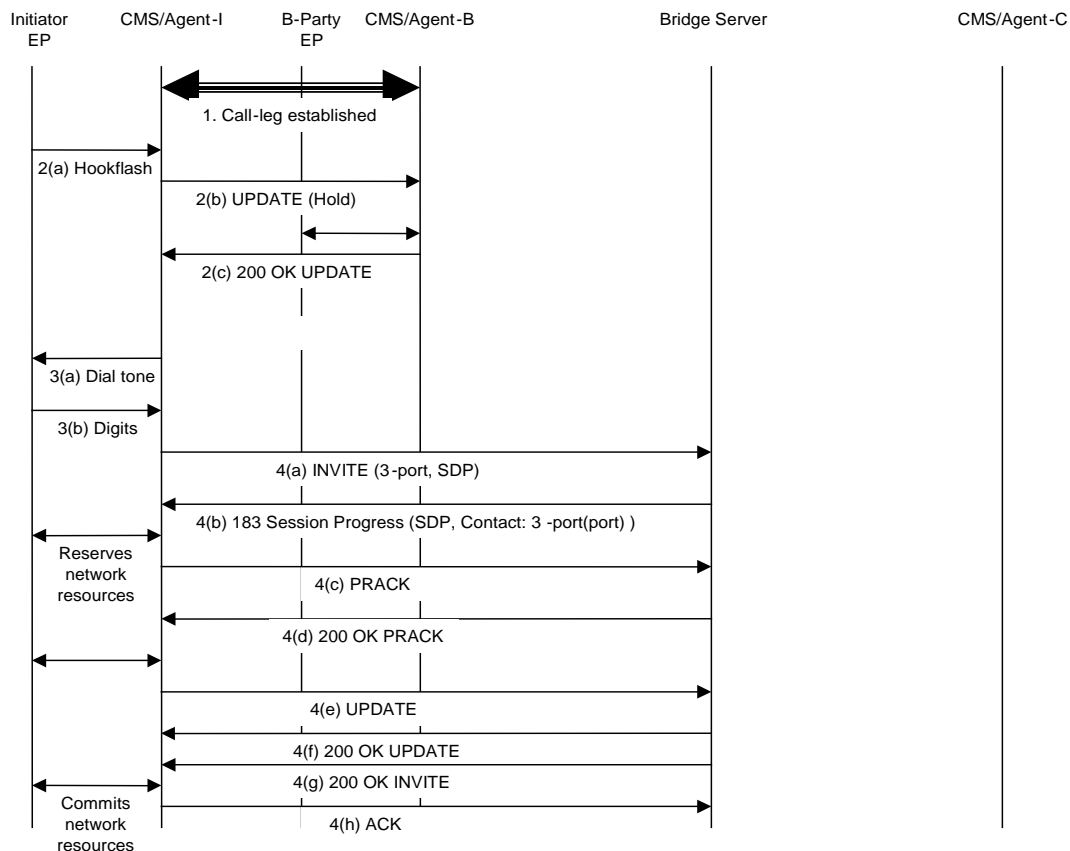 Initiator
EP
CMS/Agent-I
B-Party
EP
CMS/Agent-B
Bridge Server
CMS/Agent-C
1. Call-leg established
2(a) Hookflash
2(b) UPDATE (Hold)
2(c) 200 OK UPDATE
3(a) Dial tone
3(b) Digits
4(a) INVITE (3-port, SDP)
4(b) 183 Session Progress (SDP, Contact: 3 -port(port) )
Reserves
network
resources
4(c) PRACK
4(d) 200 OK PRACK
4(e) UPDATE
4(f) 200 OK UPDATE
4(g) 200 OK INVITE
Commits
network
resources
4(h) ACK